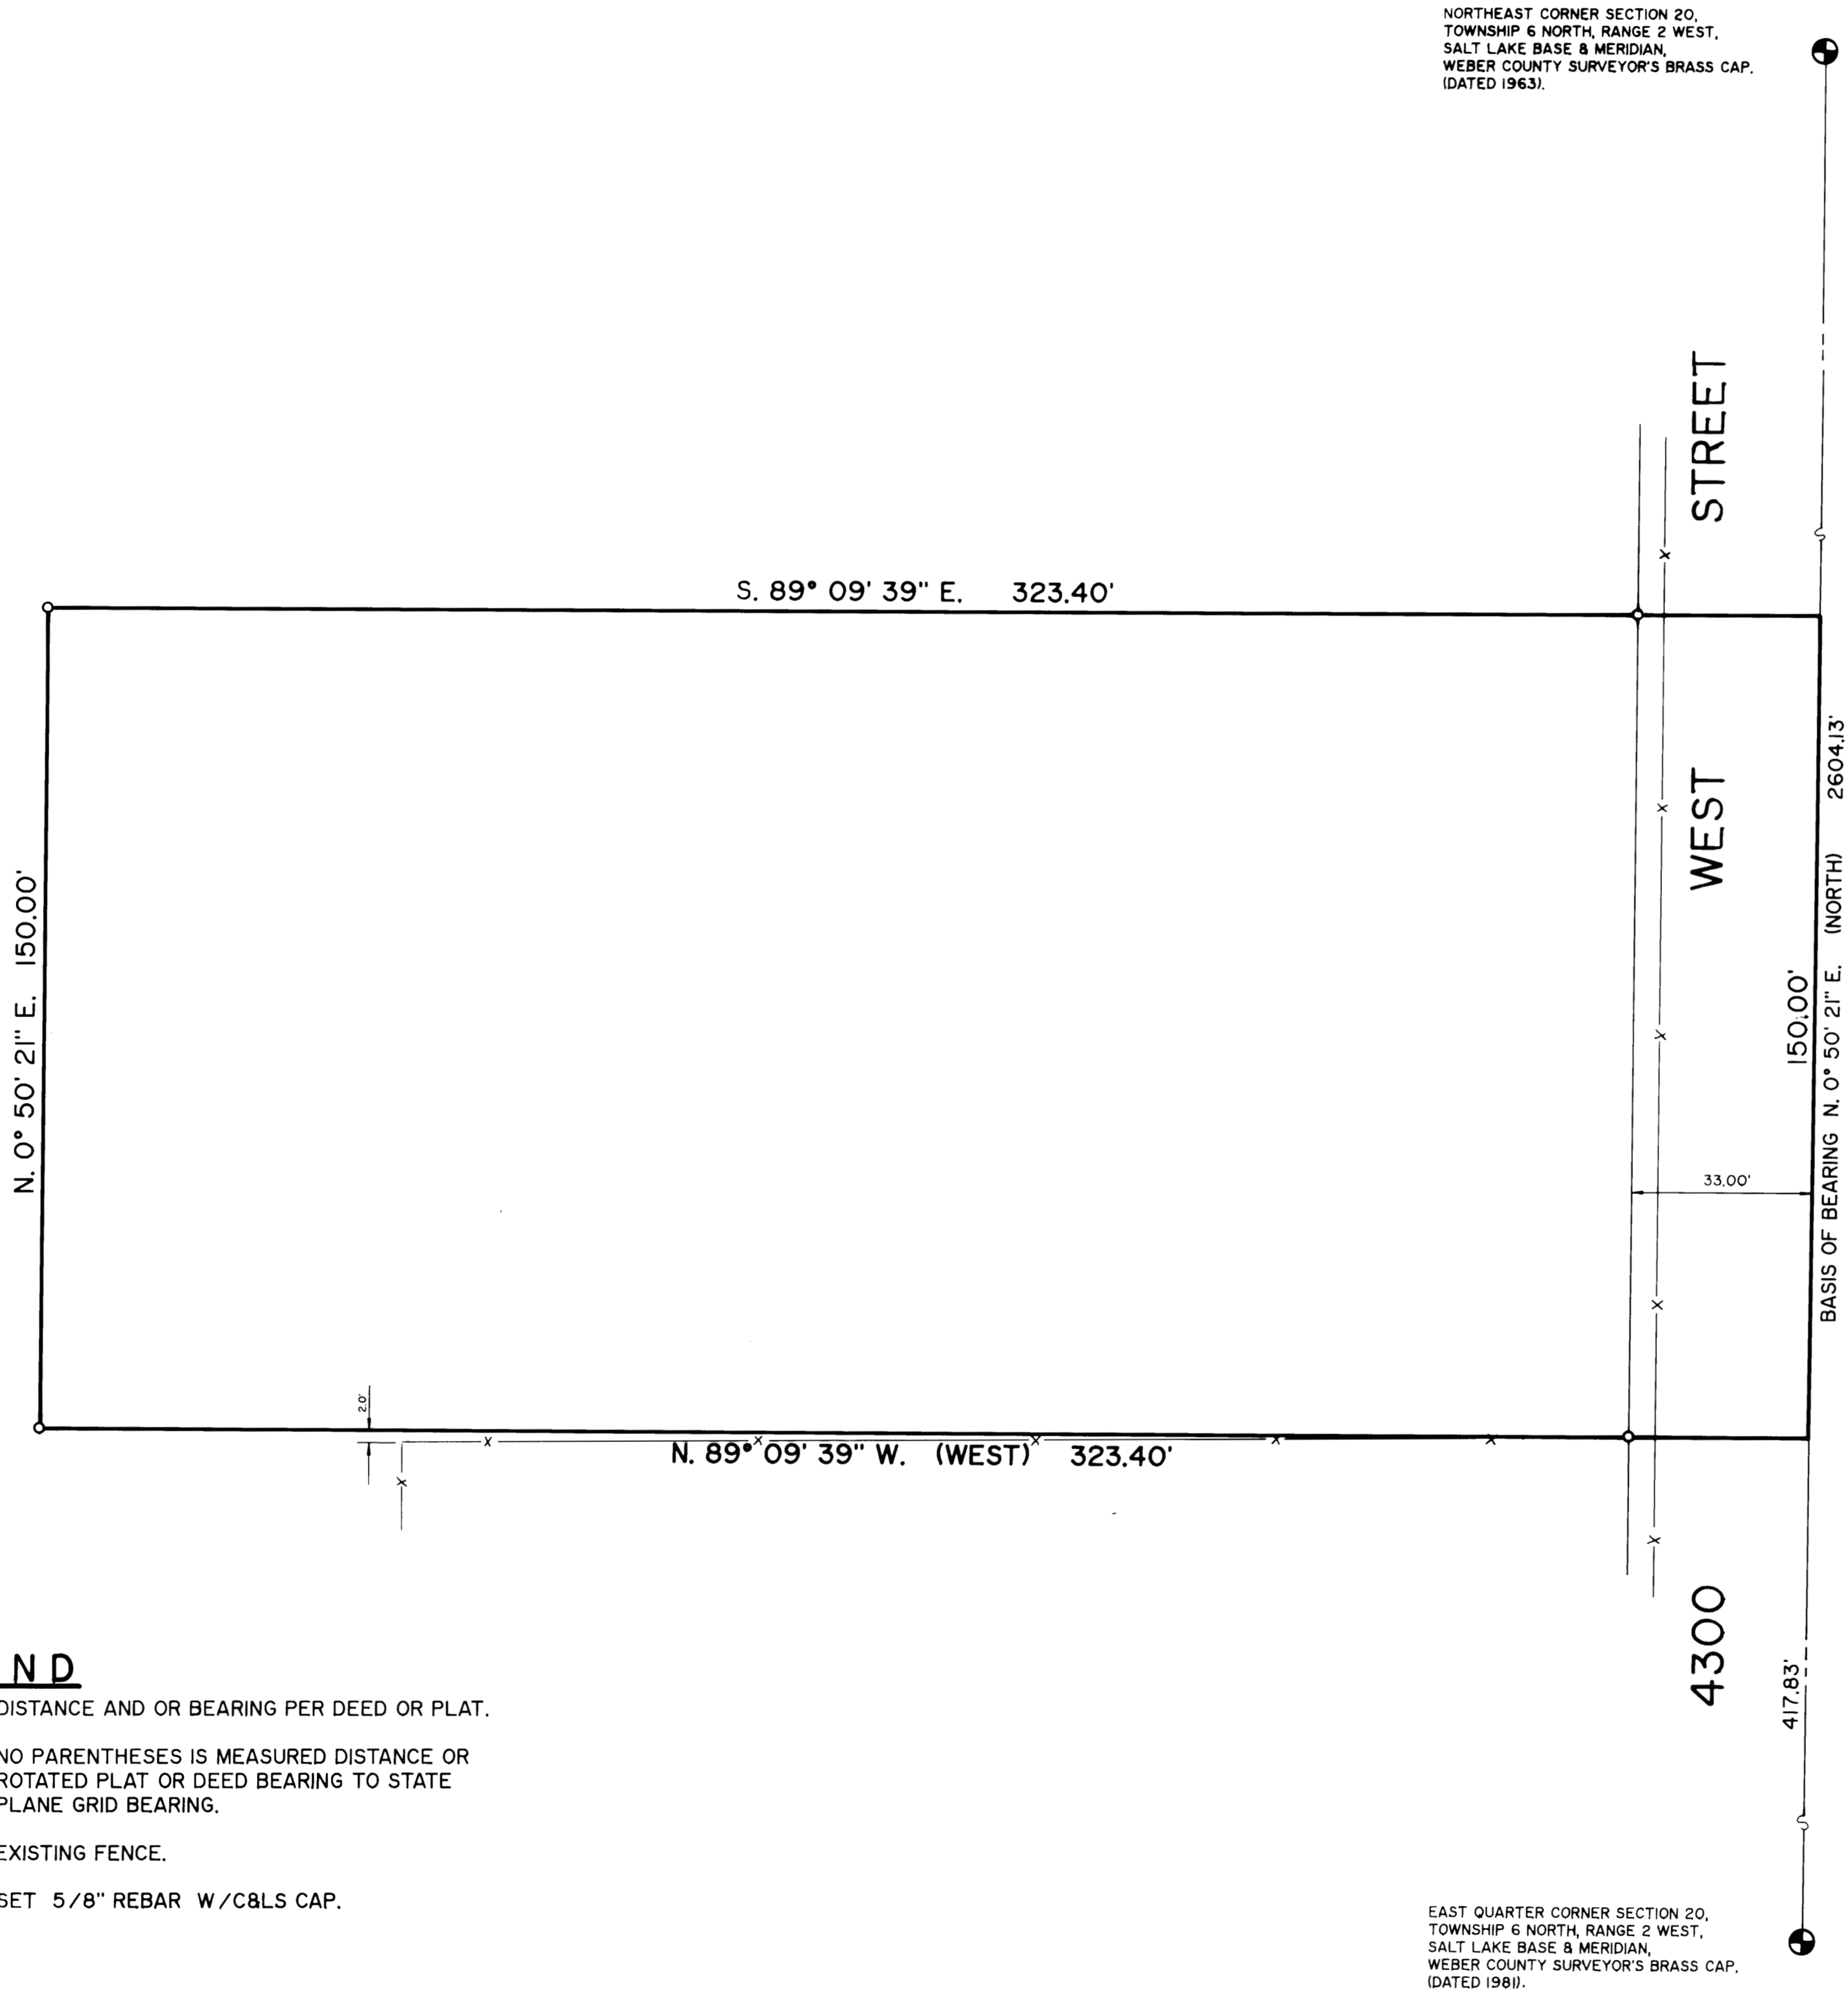 NORTHEAST CORNER SECTION 20,
TOWNSHIP 6 NORTH, RANGE 2 WEST,
SALT LAKE BASE & MERIDIAN,
WEBER COUNTY SURVEYOR'S BRASS CAP.
(DATED 1963).
S. 89° 09' 39" E. 323.40'
N. 0° 50' 21" E. 150.00'
4300 WEST STREET
150.00'
BASIS OF BEARING N. 0° 50' 21" E. (NORTH) 2604.13'
33.00'
2.0'
N. 89° 09' 39" W. (WEST) 323.40'
417.83'
ND
DISTANCE AND OR BEARING PER DEED OR PLAT.
NO PARENTHESES IS MEASURED DISTANCE OR
ROTATED PLAT OR DEED BEARING TO STATE
PLANE GRID BEARING.
EXISTING FENCE.
SET 5/8" REBAR W/C&LS CAP.
EAST QUARTER CORNER SECTION 20,
TOWNSHIP 6 NORTH, RANGE 2 WEST,
SALT LAKE BASE & MERIDIAN,
WEBER COUNTY SURVEYOR'S BRASS CAP.
(DATED 1981).